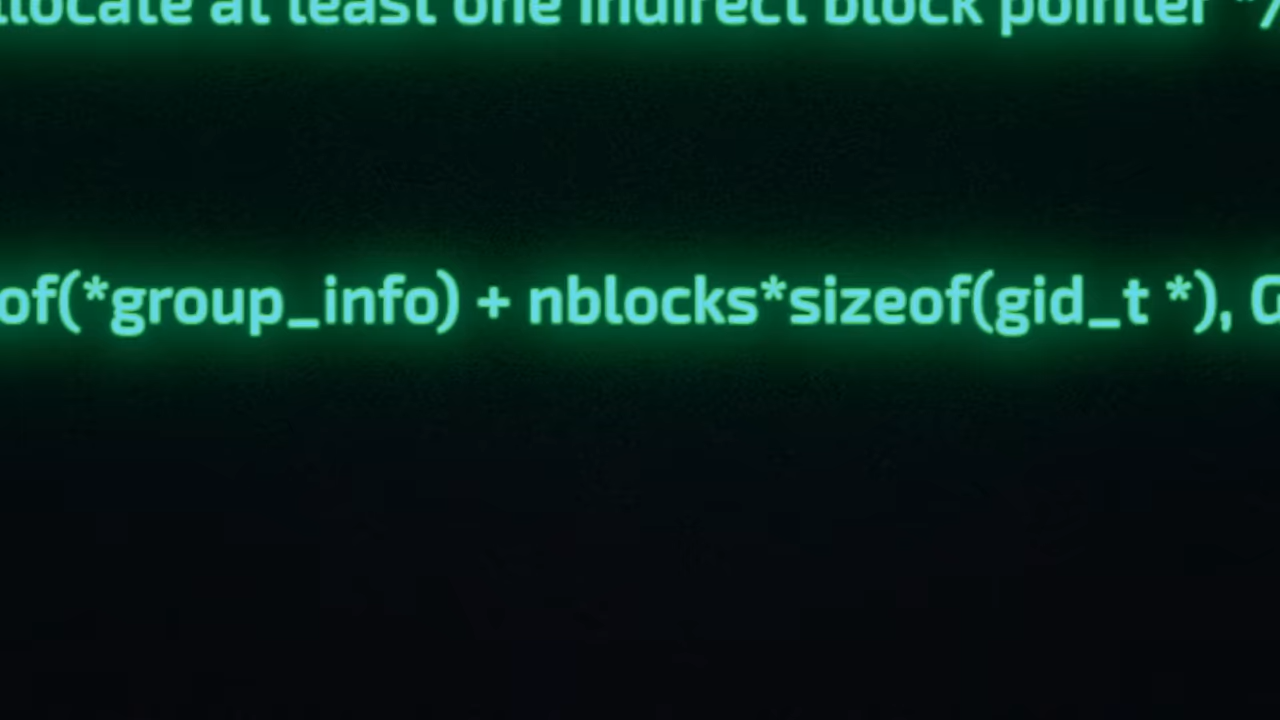 llocate at least one indirect block pointer */
of(*group_info) + nblocks*sizeof(gid_t *), G